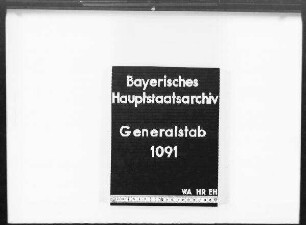 Bayerisches
Hauptstaatsarchiv
Generalstab
1091
WA HR EH